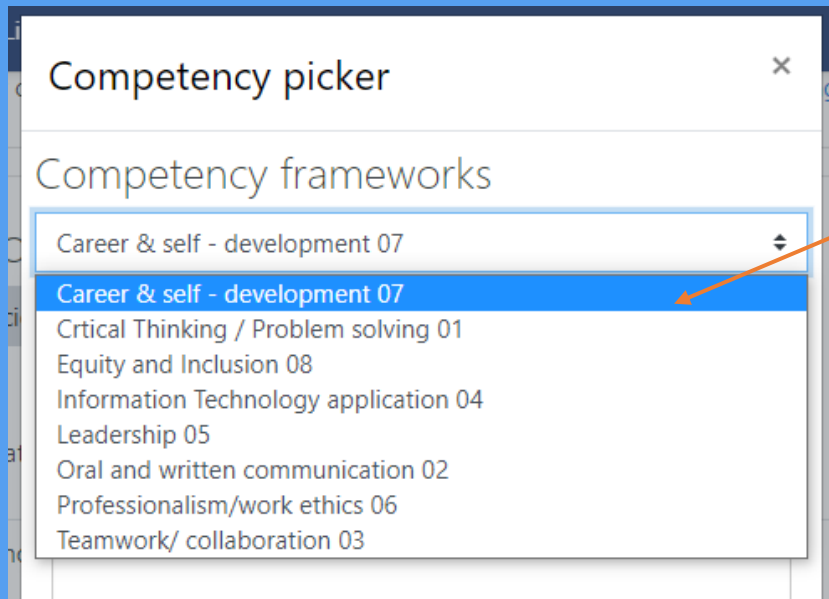 Competency picker
×
Competency frameworks
Career & self - development 07
Career & self - development 07
Crtical Thinking / Problem solving 01
Equity and Inclusion 08
Information Technology application 04
Leadership 05
Oral and written communication 02
Professionalism/work ethics 06
Teamwork/ collaboration 03